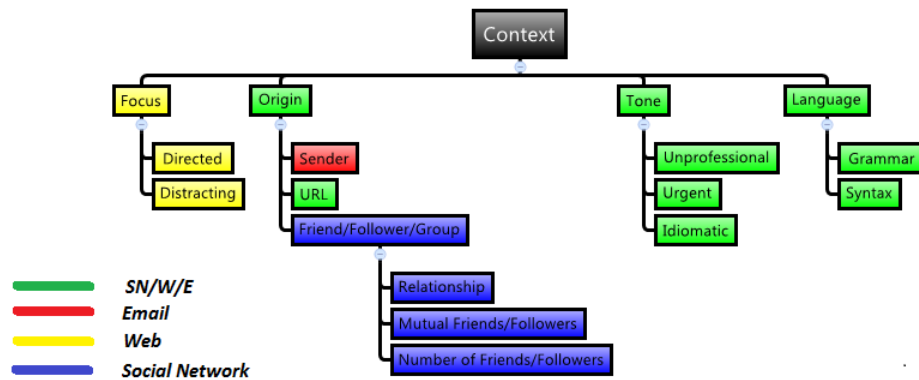 Context
Focus
Origin
Tone
Language
Directed
Distracting
Sender
URL
Friend/Follower/Group
Relationship
Mutual Friends/Followers
Number of Friends/Followers
Unprofessional
Urgent
Idiomatic
Grammar
Syntax
SN/W/E
Email
Web
Social Network